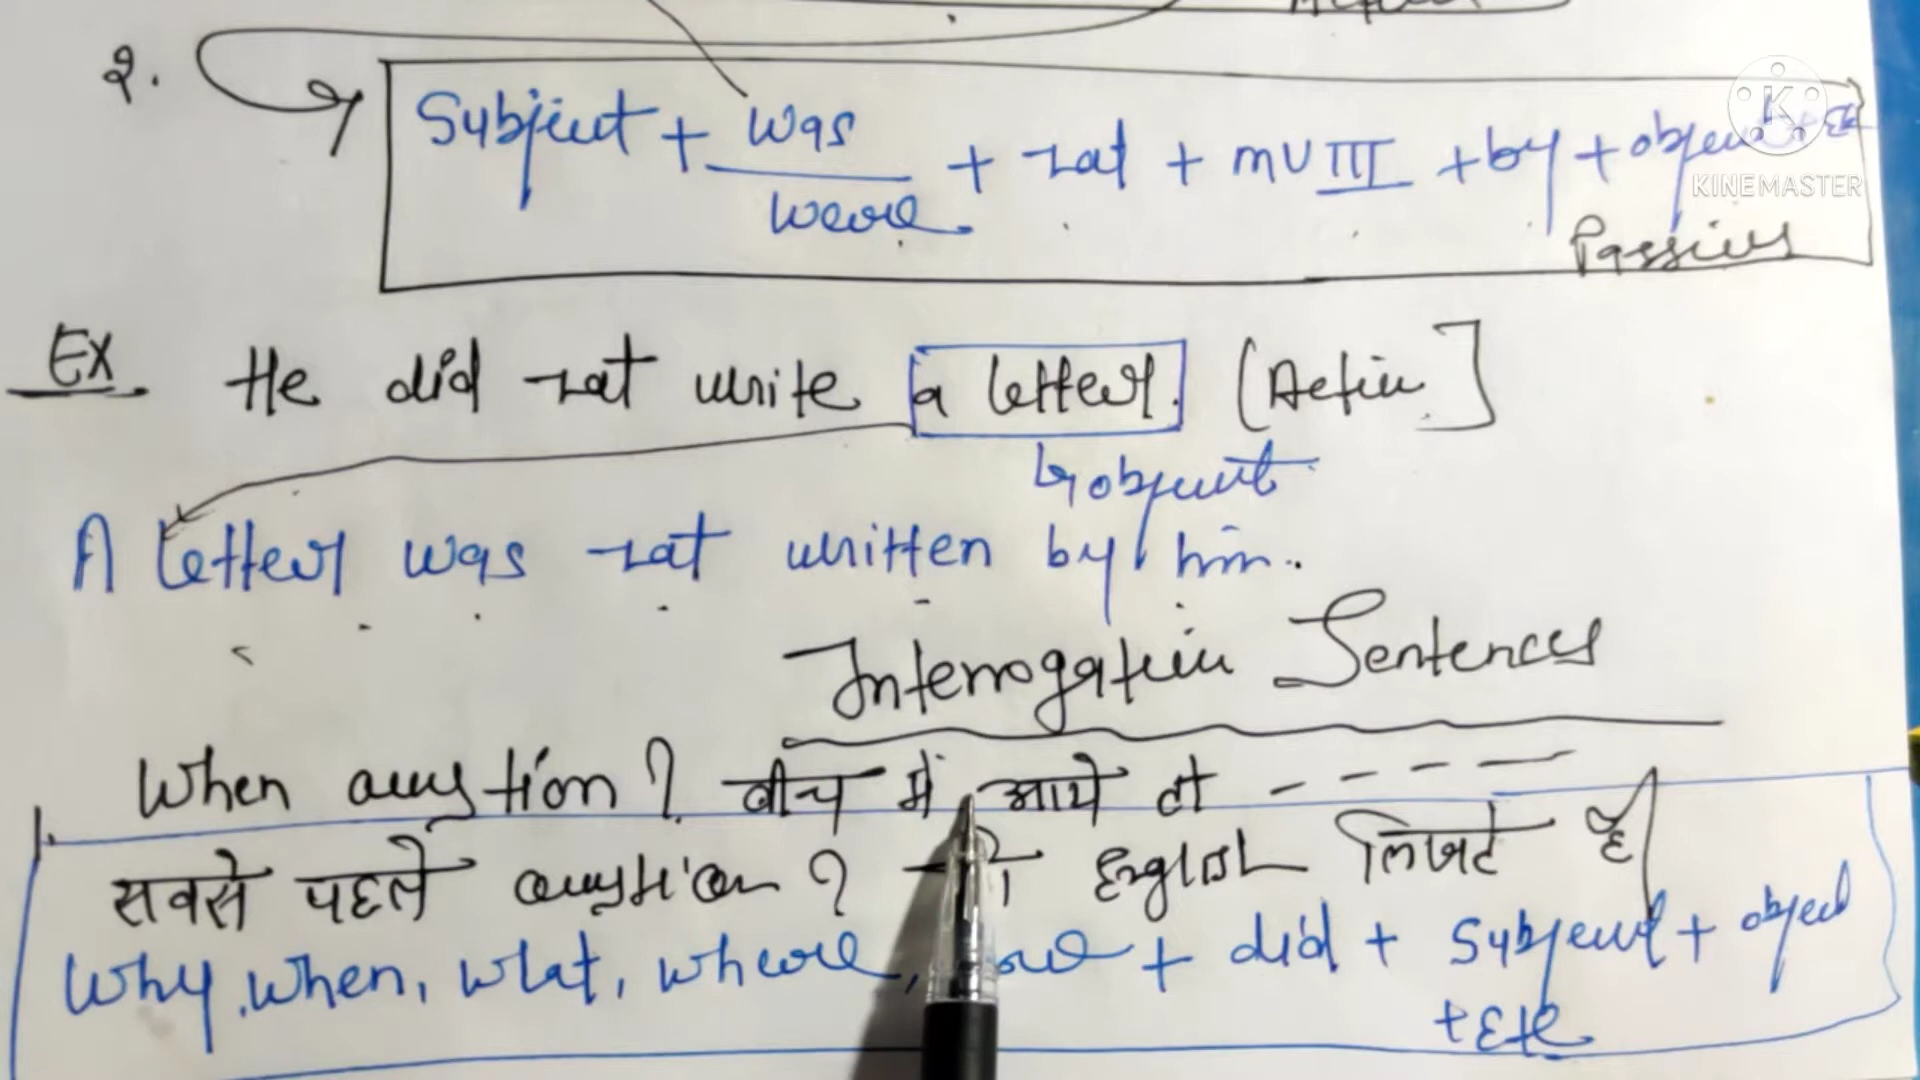 २. Subject + was/were + not + mV III + by + object + E
KINEMASTER
Passive
Ex He did not write a letter. (Active]
↳ object
A letter was not written by him.
Interrogative Sentences
When question? बीच में आये तो - - - - -
सबसे पहले question? की English लिखते है
Why, when, what, where, + did + Subject + object
+ Etc